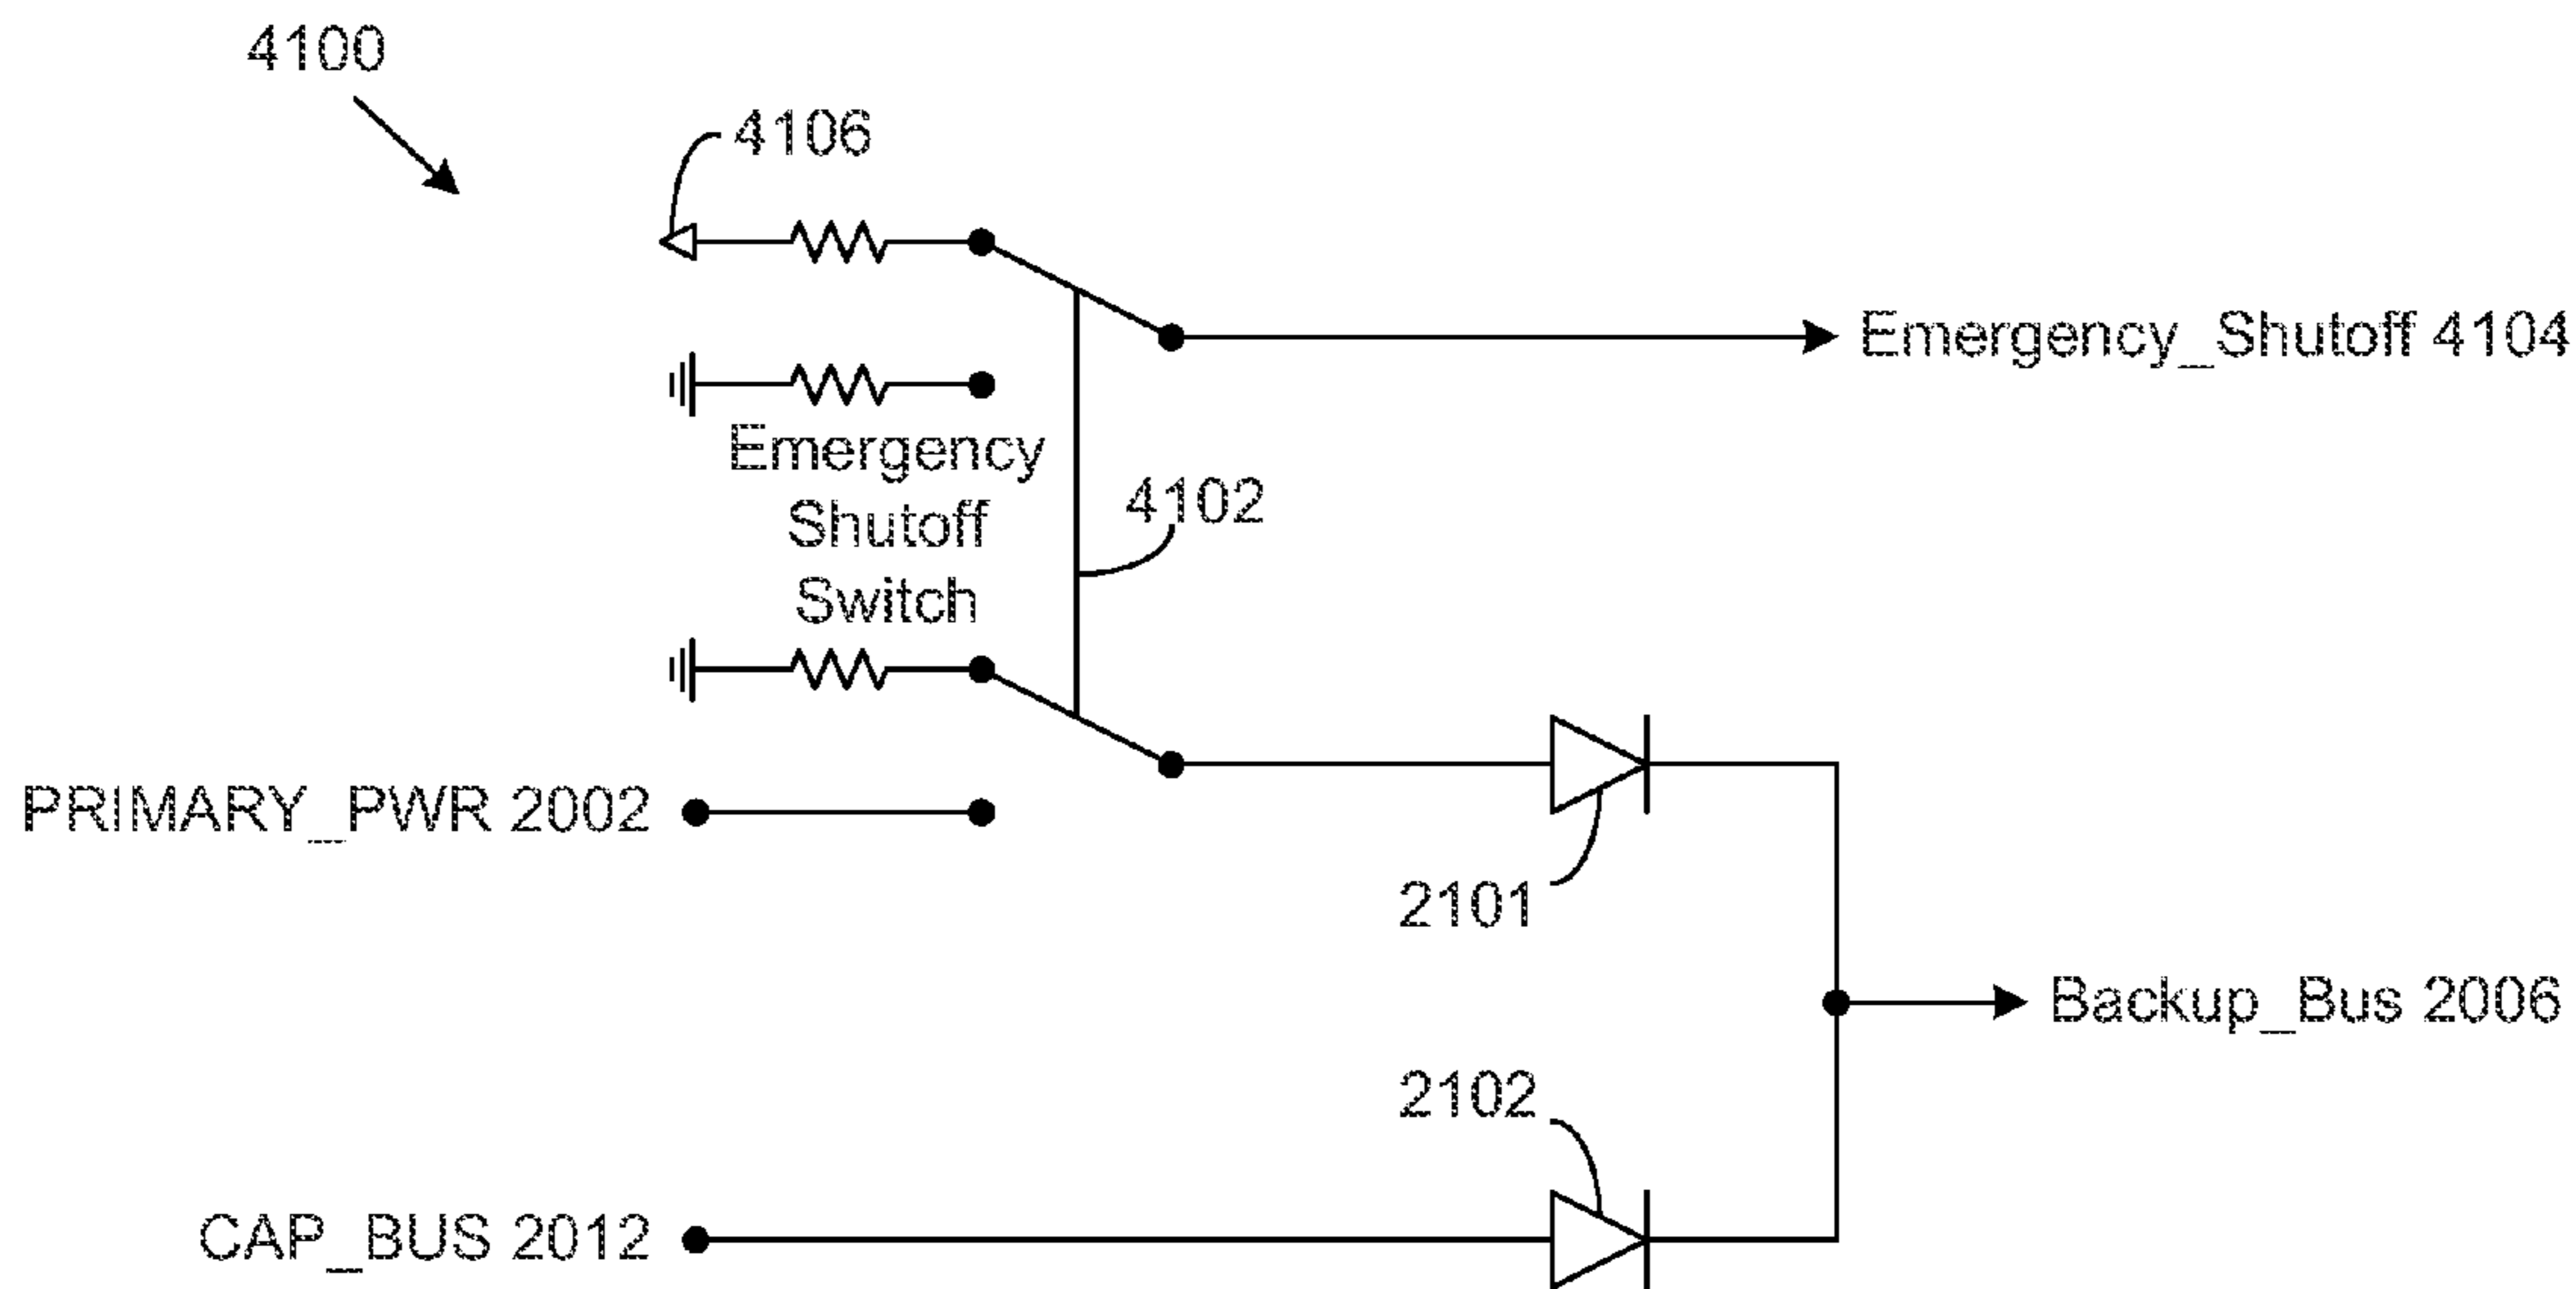 4100
4106
Emergency_Shutoff 4104
Emergency
Shutoff
Switch
4102
PRIMARY_PWR 2002
2101
Backup_Bus 2006
2102
CAP_BUS 2012